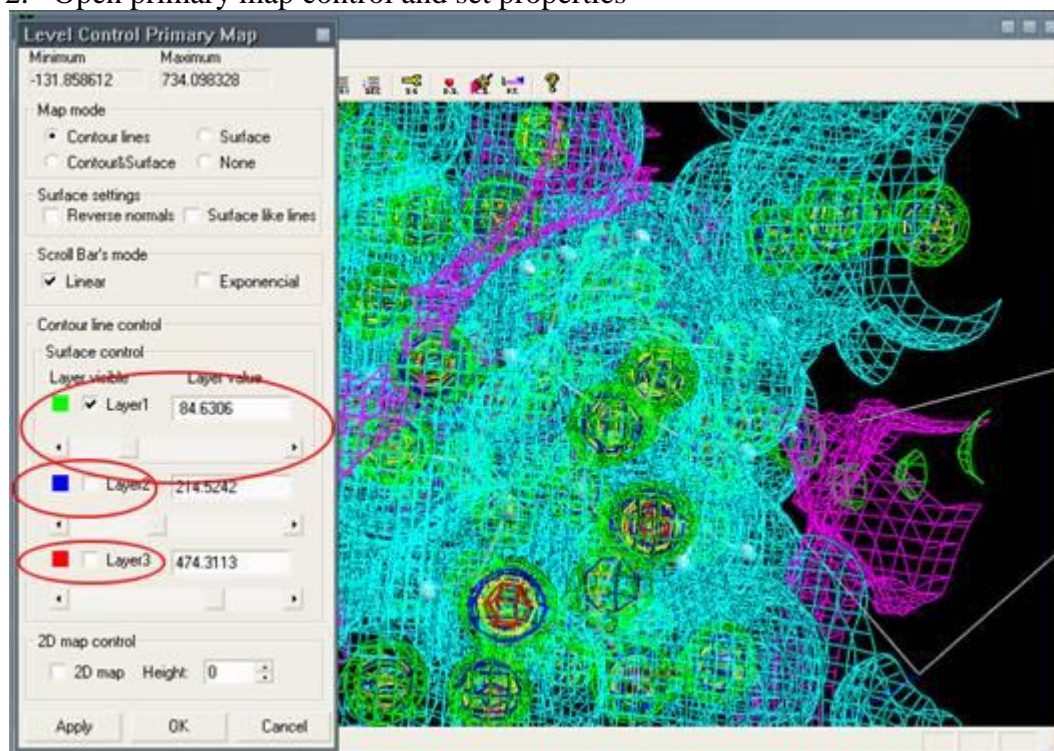 2. Open primary map control and set properties
Level Control Primary Map
Minimum Maximum
-131.858612 734.098328
Map mode
Contour lines Surface
Contour&Surface None
Surface settings
Reverse normals Surface like lines
Scroll Bar's mode
Linear Exponencial
Contour line control
Surface control
Layer visible Layer value
Layer1 84.6306
Layer2 214.5242
Layer3 474.3113
2D map control
2D map Height: 0
Apply OK Cancel